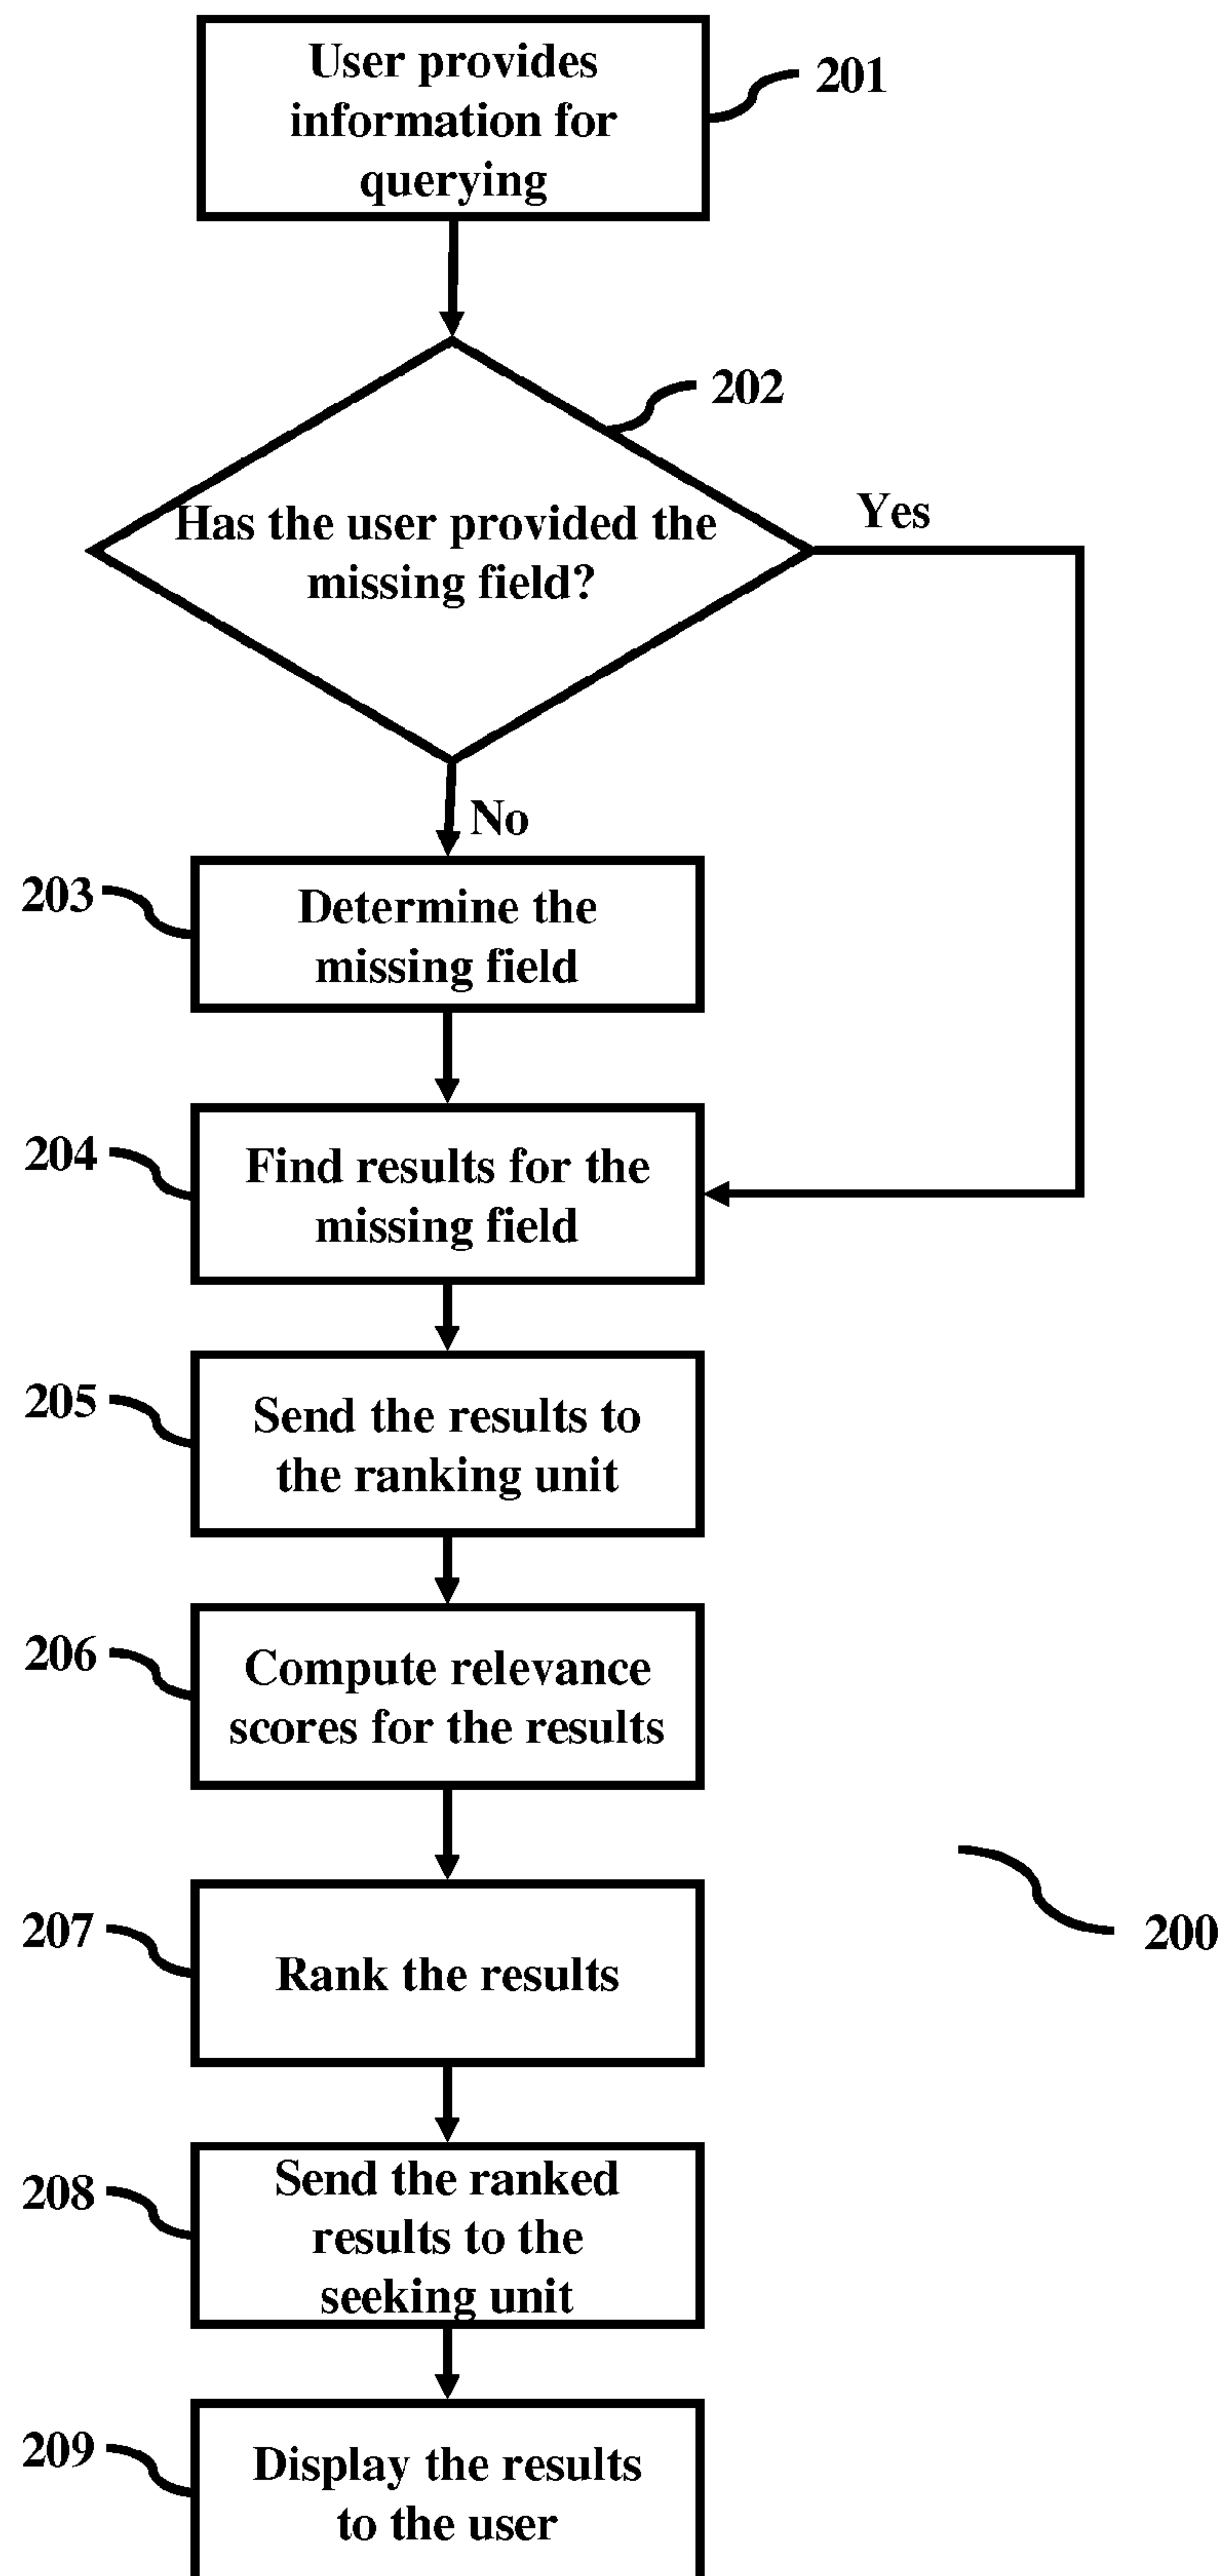 User provides
information for
querying
201
202
Has the user provided the
missing field?
Yes
No
203
Determine the
missing field
204
Find results for the
missing field
205
Send the results to
the ranking unit
206
Compute relevance
scores for the results
207
Rank the results
200
208
Send the ranked
results to the
seeking unit
209
Display the results
to the user